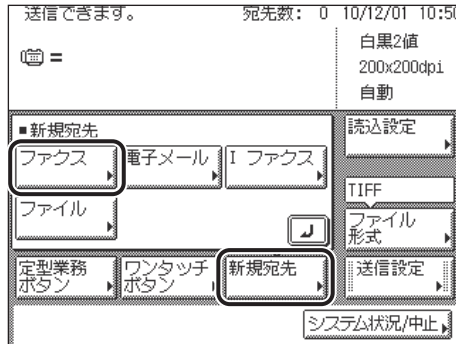 送信できます。 宛先数: 0 10/12/01 10:50
=
白黒2値
200x200dpi
自動
■新規宛先
ファクス 電子メール I ファクス
ファイル
読込設定
TIFF
ファイル
形式
定型業務
ボタン
ワンタッチ
ボタン
新規宛先
送信設定
システム状況/中止